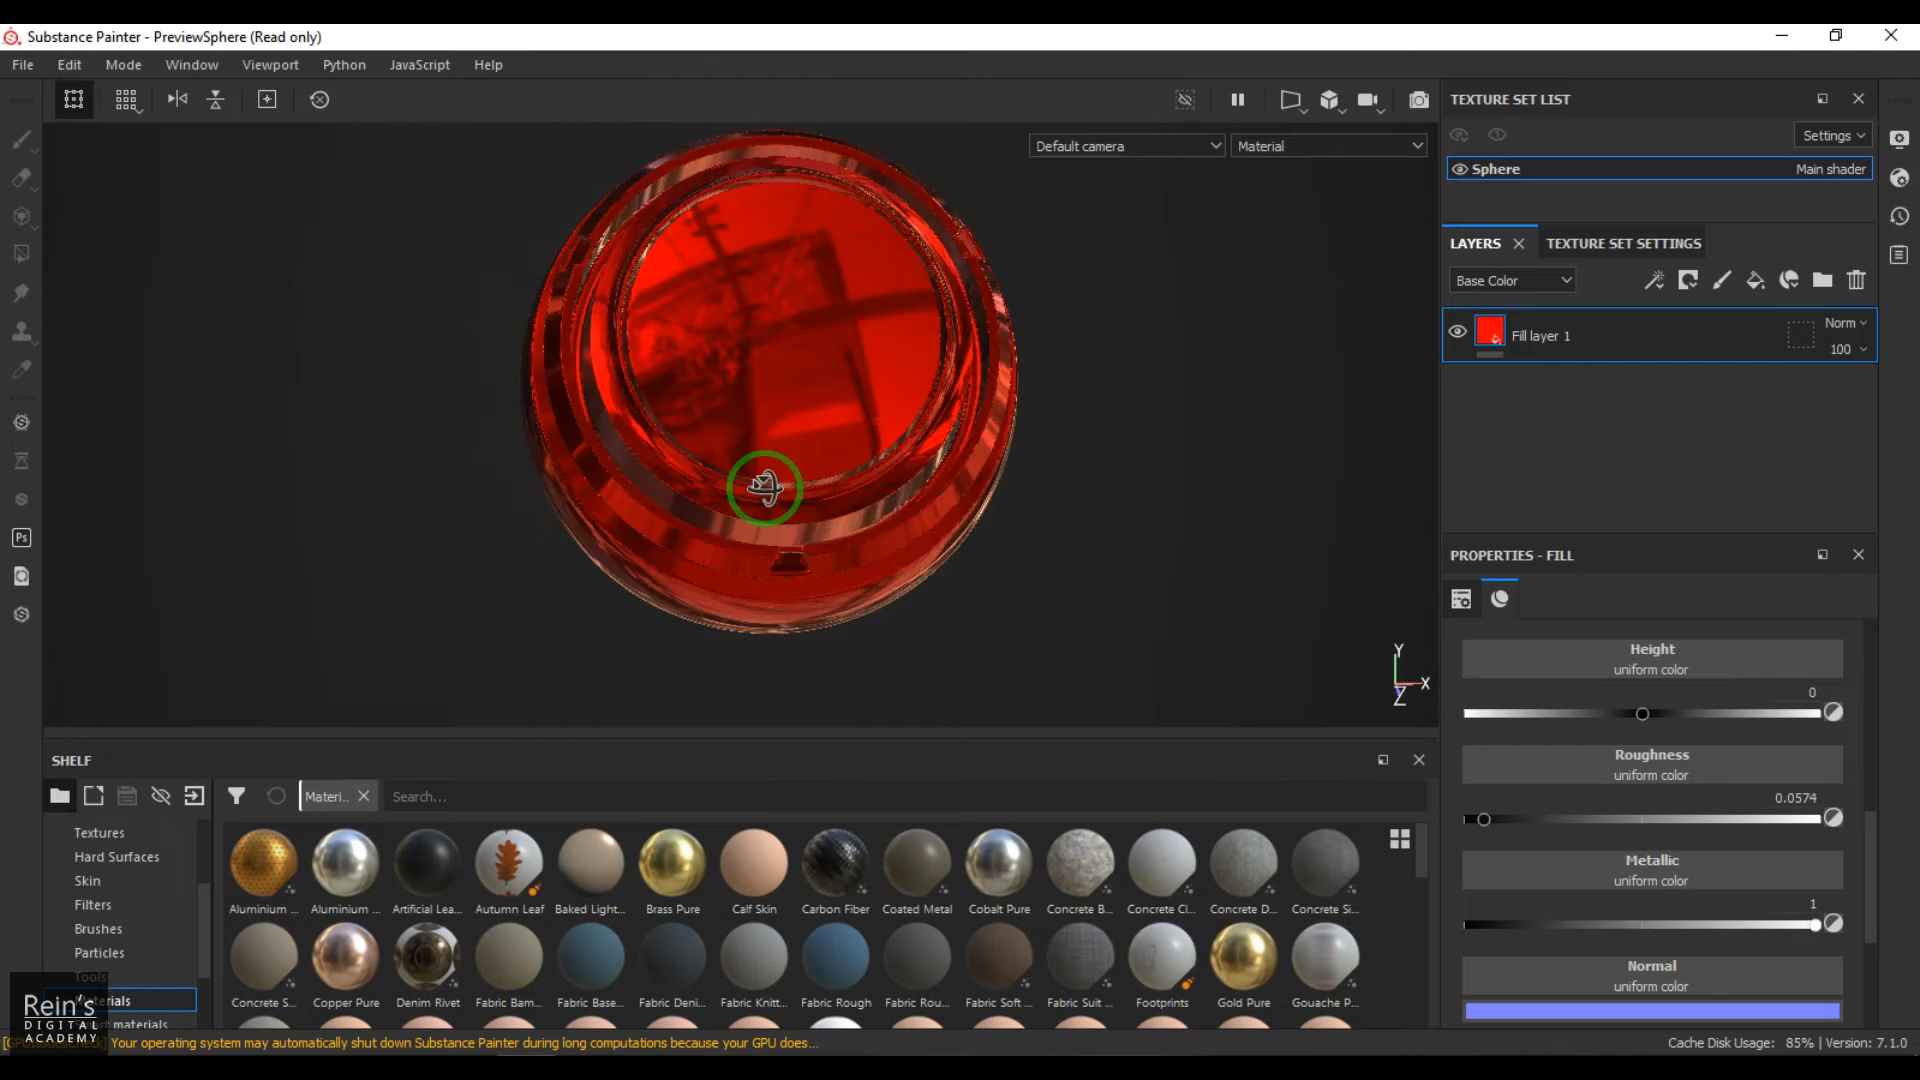 Substance Painter - PreviewSphere (Read only)
File Edit Mode Window Viewport Python JavaScript Help
Default camera
Material
TEXTURE SET LIST
Settings
Sphere
Main shader
LAYERS
TEXTURE SET SETTINGS
Base Color
Norm
Fill layer 1
100
PROPERTIES - FILL
Height
uniform color
0
Roughness
uniform color
0.0574
Metallic
uniform color
1
Normal
uniform color
Y
X
Z
Ps
SHELF
Materi..
Search...
Textures
Hard Surfaces
Skin
Filters
Brushes
Particles
Tools
Aluminium ... Aluminium ... Artificial Lea... Autumn Leaf Baked Light... Brass Pure Calf Skin Carbon Fiber Coated Metal Cobalt Pure Concrete B... Concrete Cl... Concrete D... Concrete Si...
Concrete S... Copper Pure Denim Rivet Fabric Bam... Fabric Base... Fabric Deni... Fabric Knitt... Fabric Rough Fabric Rou... Fabric Soft ... Fabric Suit ... Footprints Gold Pure Gouache P...
Rein's
DIGITAL
ACADEMY
materials
Your operating system may automatically shut down Substance Painter during long computations because your GPU does...
Cache Disk Usage: 85% | Version: 7.1.0